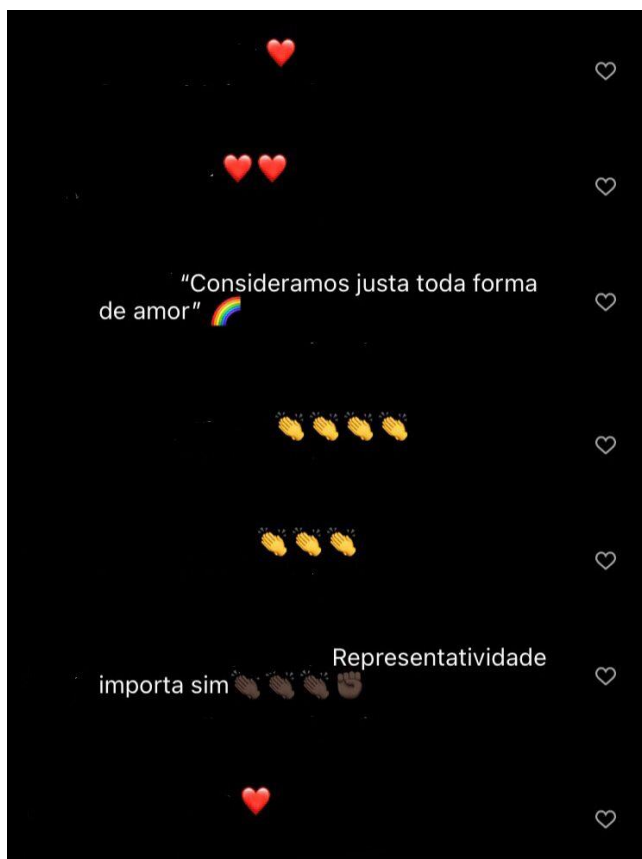 ❤️
❤️❤️
“Consideramos justa toda forma
de amor” 🌈
👏👏👏👏
👏👏👏
Representatividade
importa sim👏🏿👏🏿👏🏿✊🏿
❤️